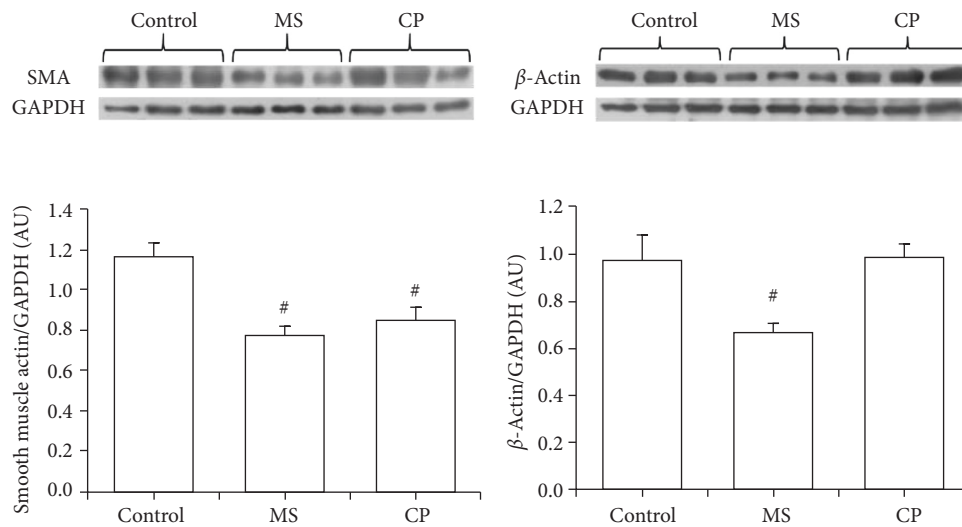 Control MS CP
SMA
GAPDH
Smooth muscle actin/GAPDH (AU)
1.4
1.2
1.0
0.8
0.6
0.4
0.2
0.0
#
#
Control MS CP
Control MS CP
β-Actin
GAPDH
β-Actin/GAPDH (AU)
1.2
1.0
0.8
0.6
0.4
0.2
0.0
#
Control MS CP